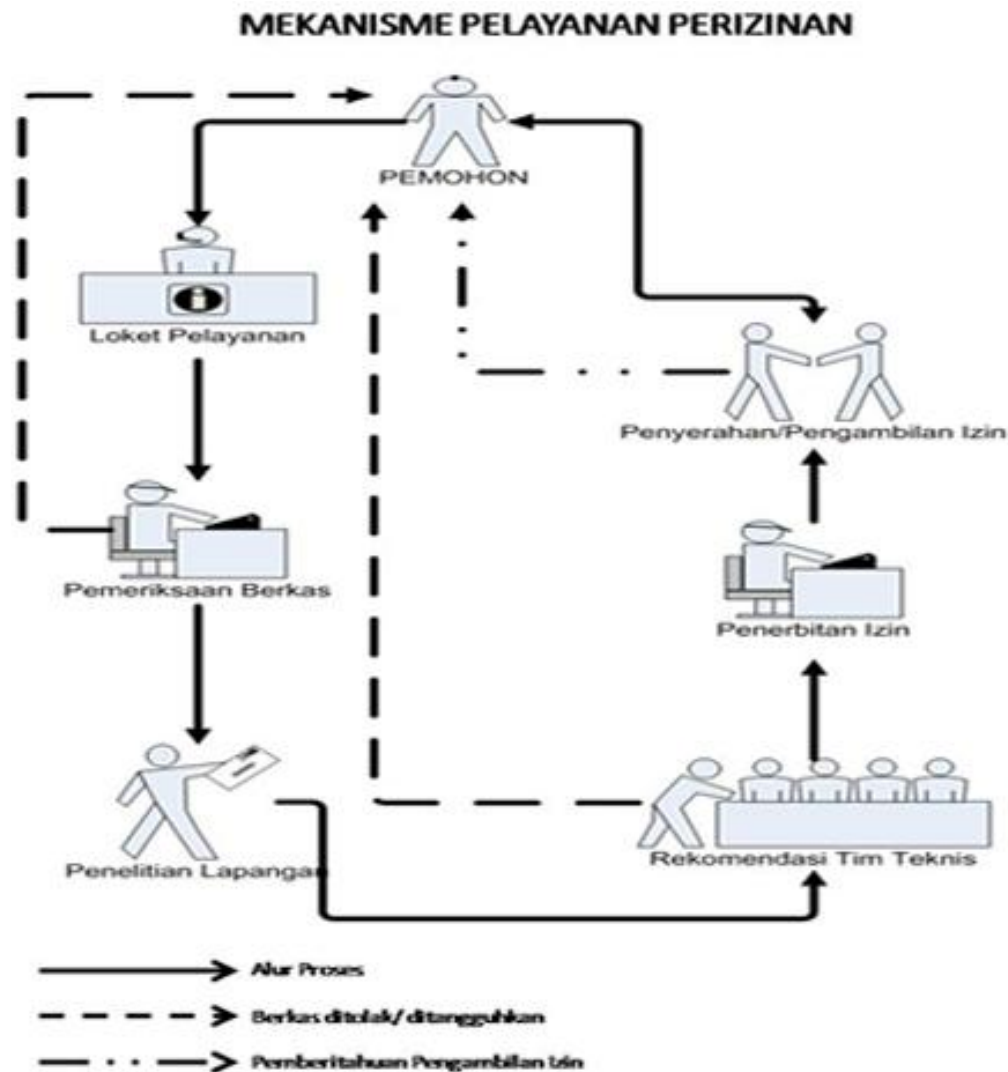 MEKANISME PELAYANAN PERIZINAN
PEMOHON
Loket Pelayanan
Penyerahan/Pengambilan Izin
Pemeriksaan Berkas
Penerbitan Izin
Penelitian Lapangan
Rekomendasi Tim Teknis
Alur Proses
Berkas ditolak/ ditangguhkan
Pemberitahuan Pengambilan Izin